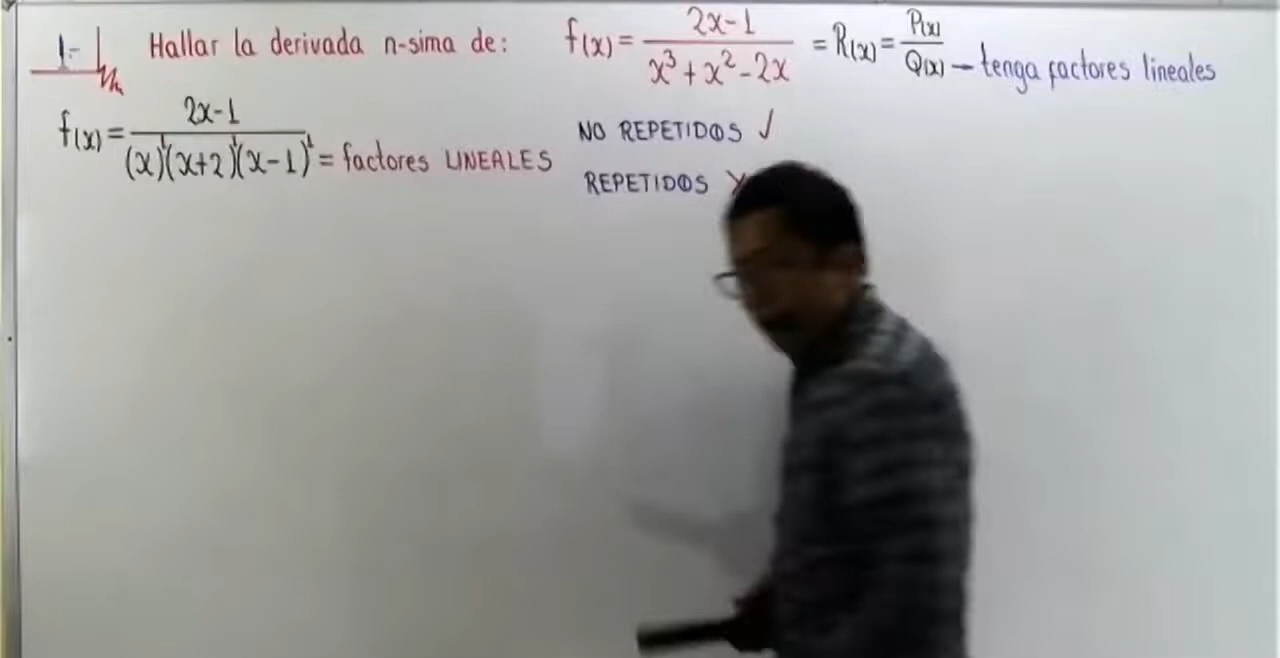 1- Hallar la derivada n-sima de: f(x) = 2x-1 / x³+x²-2x = R(x) = P(x) / Q(x) — tenga factores lineales
f(x) = 2x-1 / (x)¹(x+2)¹(x-1)¹ = factores LINEALES
NO REPETIDOS ✓
REPETIDOS X